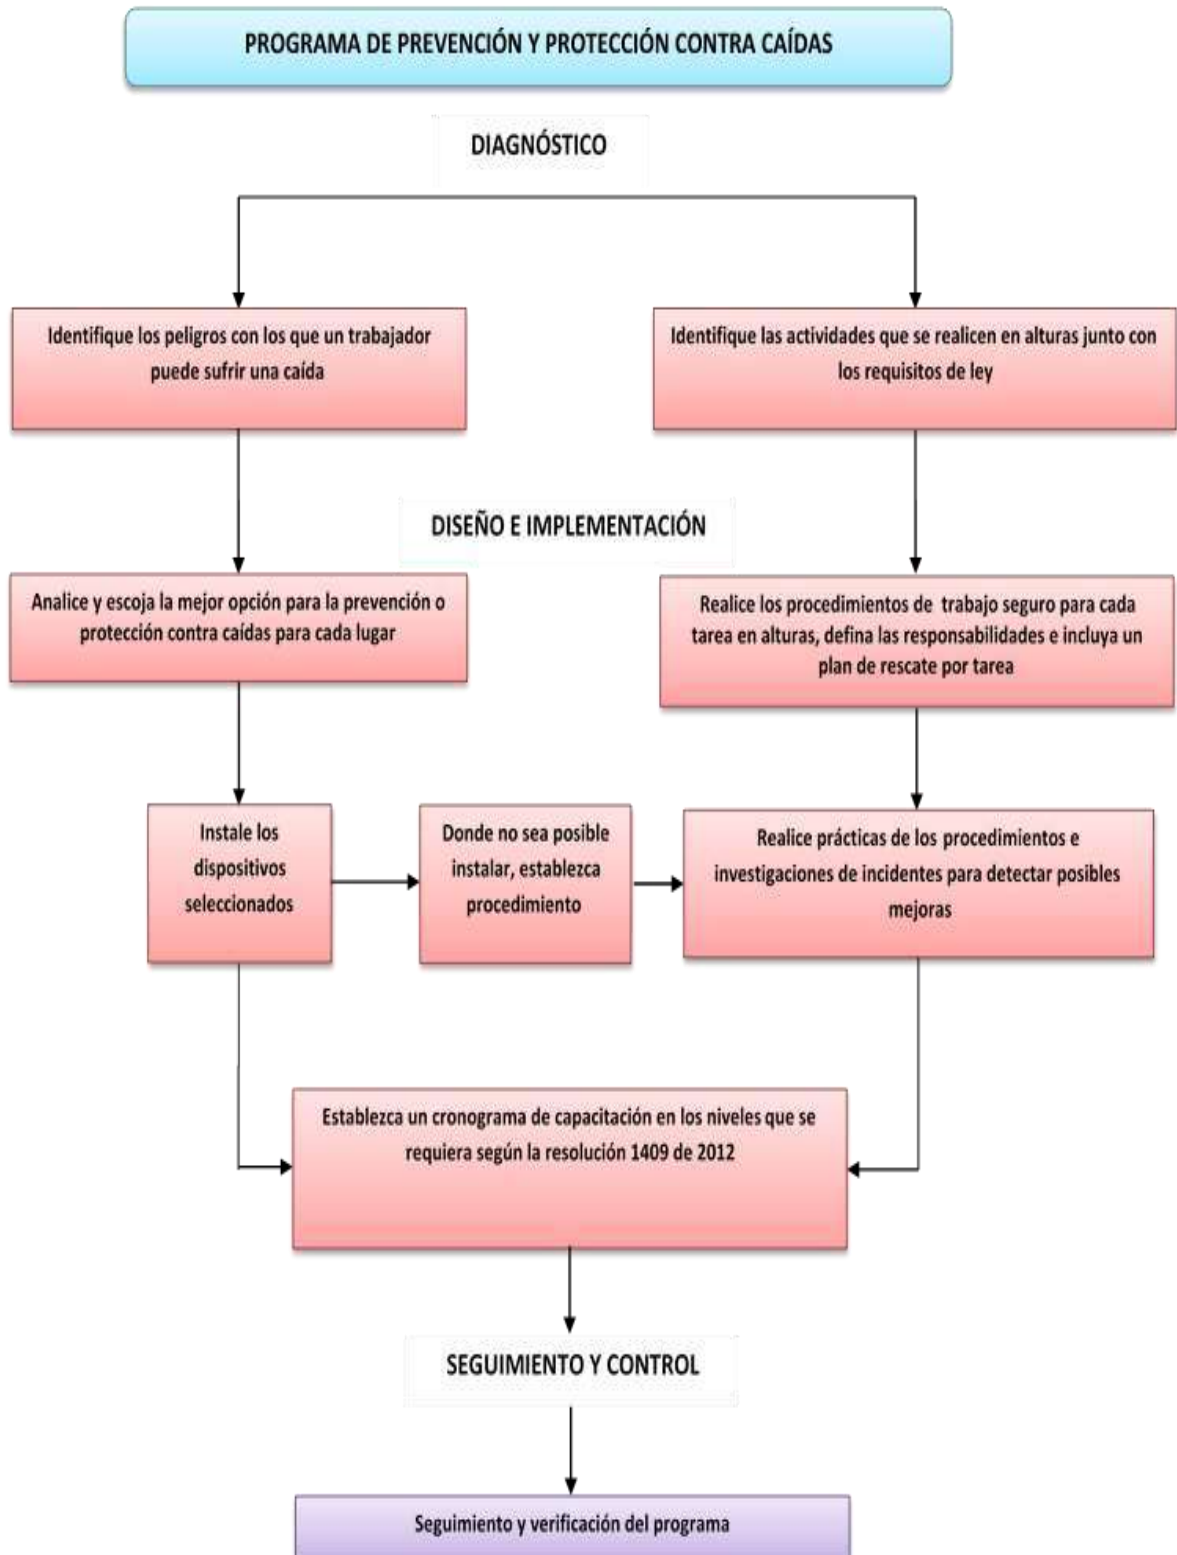 PROGRAMA DE PREVENCIÓN Y PROTECCIÓN CONTRA CAÍDAS
DIAGNÓSTICO
Identifique los peligros con los que un trabajador
puede sufrir una caída
Identifique las actividades que se realicen en alturas junto con
los requisitos de ley
DISEÑO E IMPLEMENTACIÓN
Analice y escoja la mejor opción para la prevención o
protección contra caídas para cada lugar
Realice los procedimientos de trabajo seguro para cada
tarea en alturas, defina las responsabilidades e incluya un
plan de rescate por tarea
Instale los
dispositivos
seleccionados
Donde no sea posible
instalar, establezca
procedimiento
Realice prácticas de los procedimientos e
investigaciones de incidentes para detectar posibles
mejoras
Establezca un cronograma de capacitación en los niveles que se
requiera según la resolución 1409 de 2012
SEGUIMIENTO Y CONTROL
Seguimiento y verificación del programa